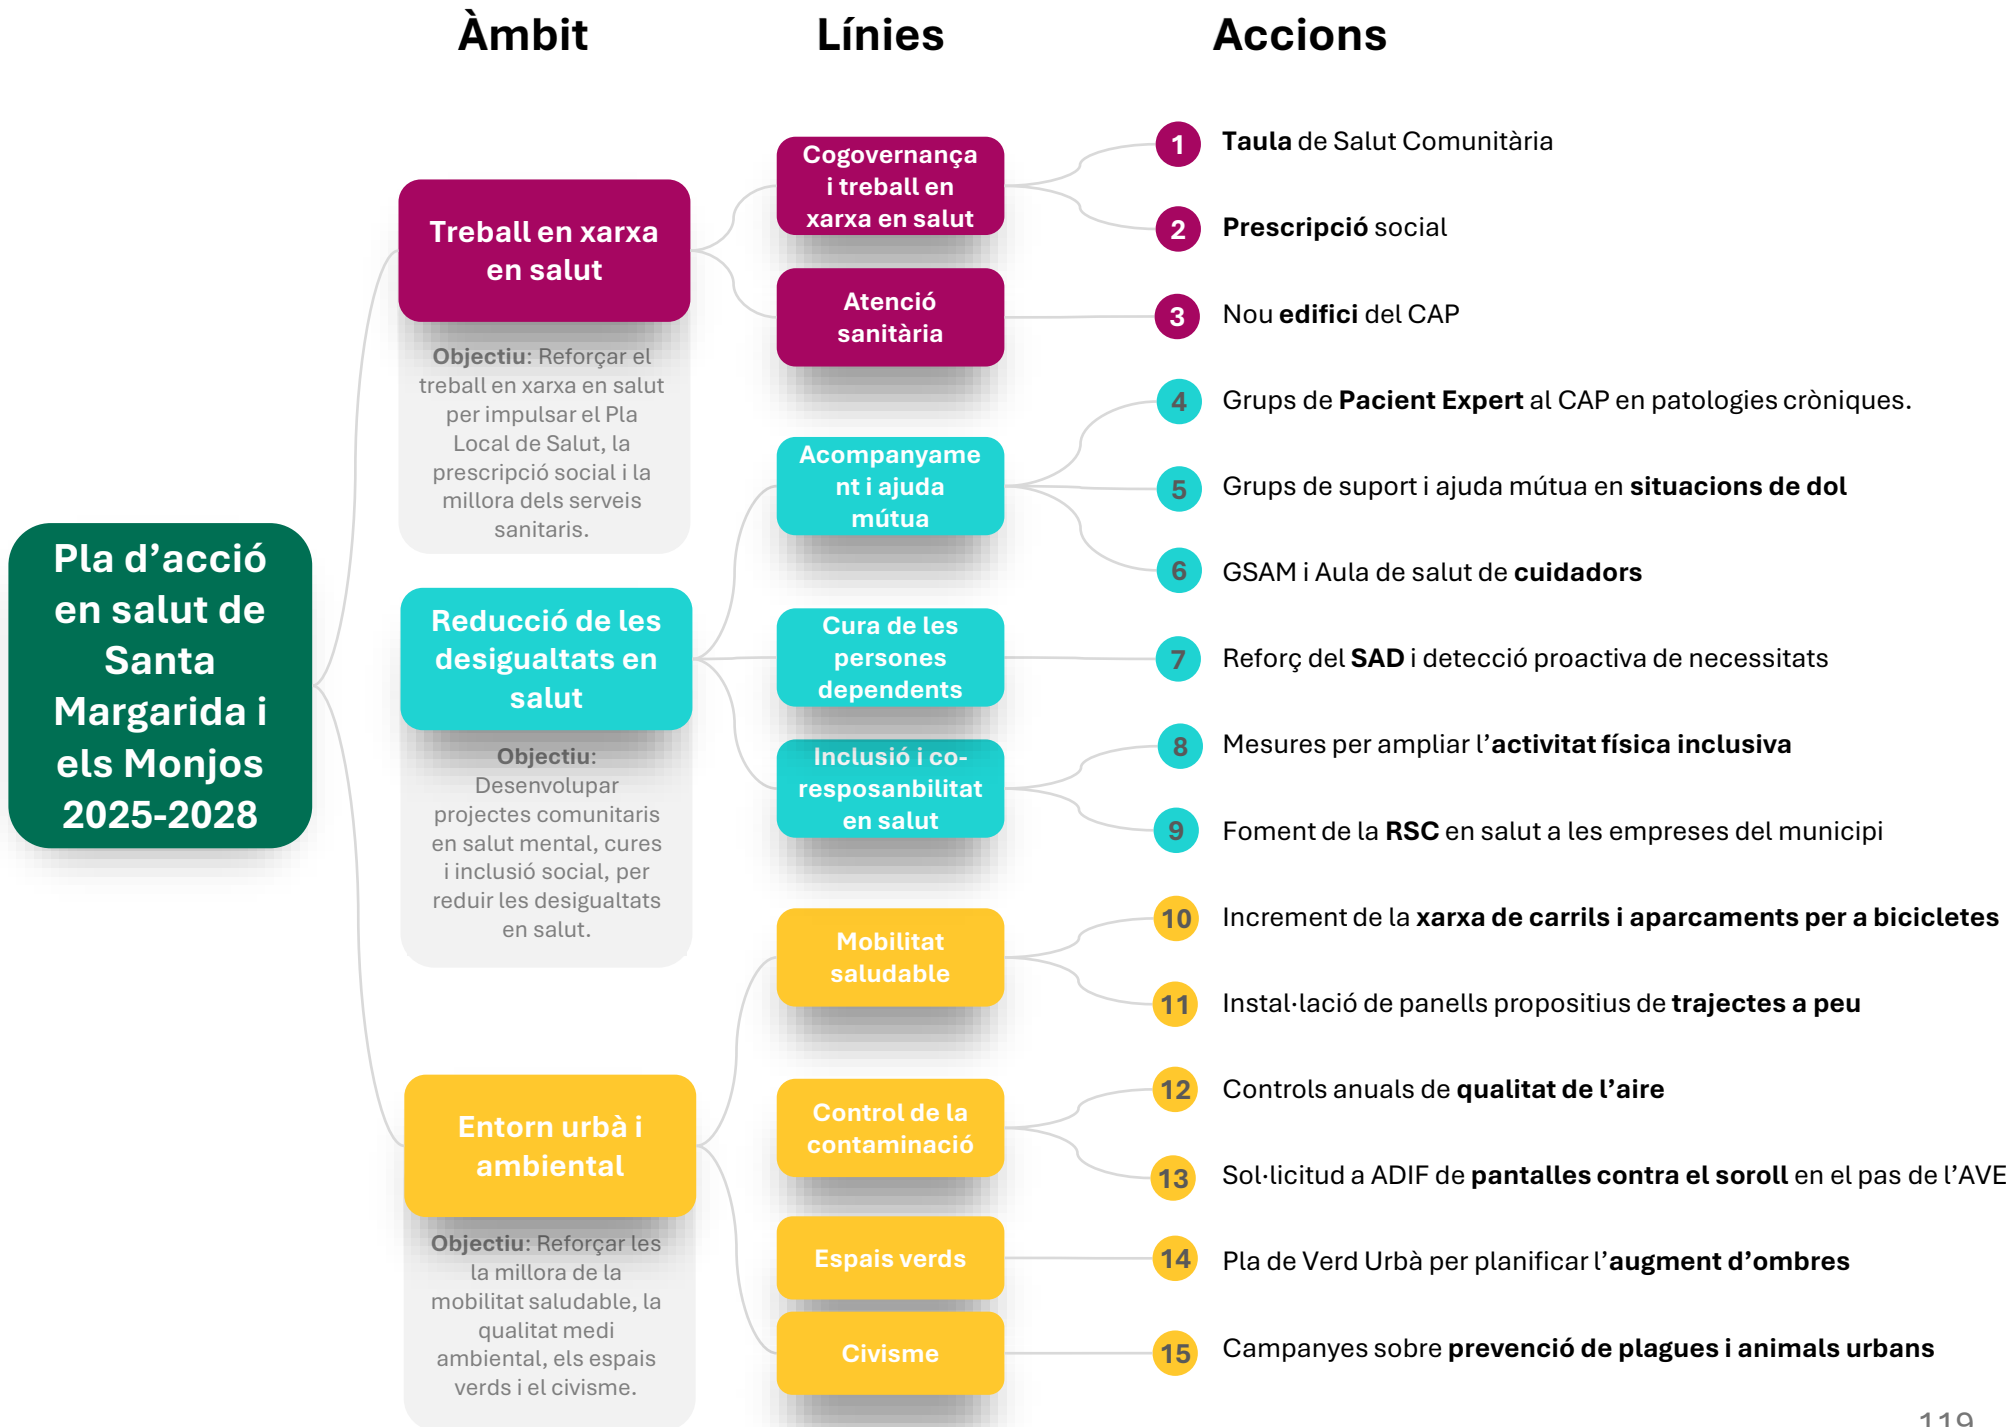 Àmbit
Línies
Accions
Pla d’acció
en salut de
Santa
Margarida i
els Monjos
2025-2028
Treball en xarxa
en salut
Objectiu: Reforçar el
treball en xarxa en salut
per impulsar el Pla
Local de Salut, la
prescripció social i la
millora dels serveis
sanitaris.
Cogovernança
i treball en
xarxa en salut
1 Taula de Salut Comunitària
2 Prescripció social
Atenció
sanitària
3 Nou edifici del CAP
Reducció de les
desigualtats en
salut
Objectiu:
Desenvolupar
projectes comunitaris
en salut mental, cures
i inclusió social, per
reduir les desigualtats
en salut.
Acompanyame
nt i ajuda
mútua
4 Grups de Pacient Expert al CAP en patologies cròniques.
5 Grups de suport i ajuda mútua en situacions de dol
6 GSAM i Aula de salut de cuidadors
Cura de les
persones
dependents
7 Reforç del SAD i detecció proactiva de necessitats
Inclusió i co-
resposanbilitat
en salut
8 Mesures per ampliar l’activitat física inclusiva
9 Foment de la RSC en salut a les empreses del municipi
Entorn urbà i
ambiental
Objectiu: Reforçar les
la millora de la
mobilitat saludable, la
qualitat medi
ambiental, els espais
verds i el civisme.
Mobilitat
saludable
10 Increment de la xarxa de carrils i aparcaments per a bicicletes
11 Instal·lació de panells propositius de trajectes a peu
Control de la
contaminació
12 Controls anuals de qualitat de l’aire
13 Sol·licitud a ADIF de pantalles contra el soroll en el pas de l’AVE
Espais verds
14 Pla de Verd Urbà per planificar l’augment d’ombres
Civisme
15 Campanyes sobre prevenció de plagues i animals urbans
119